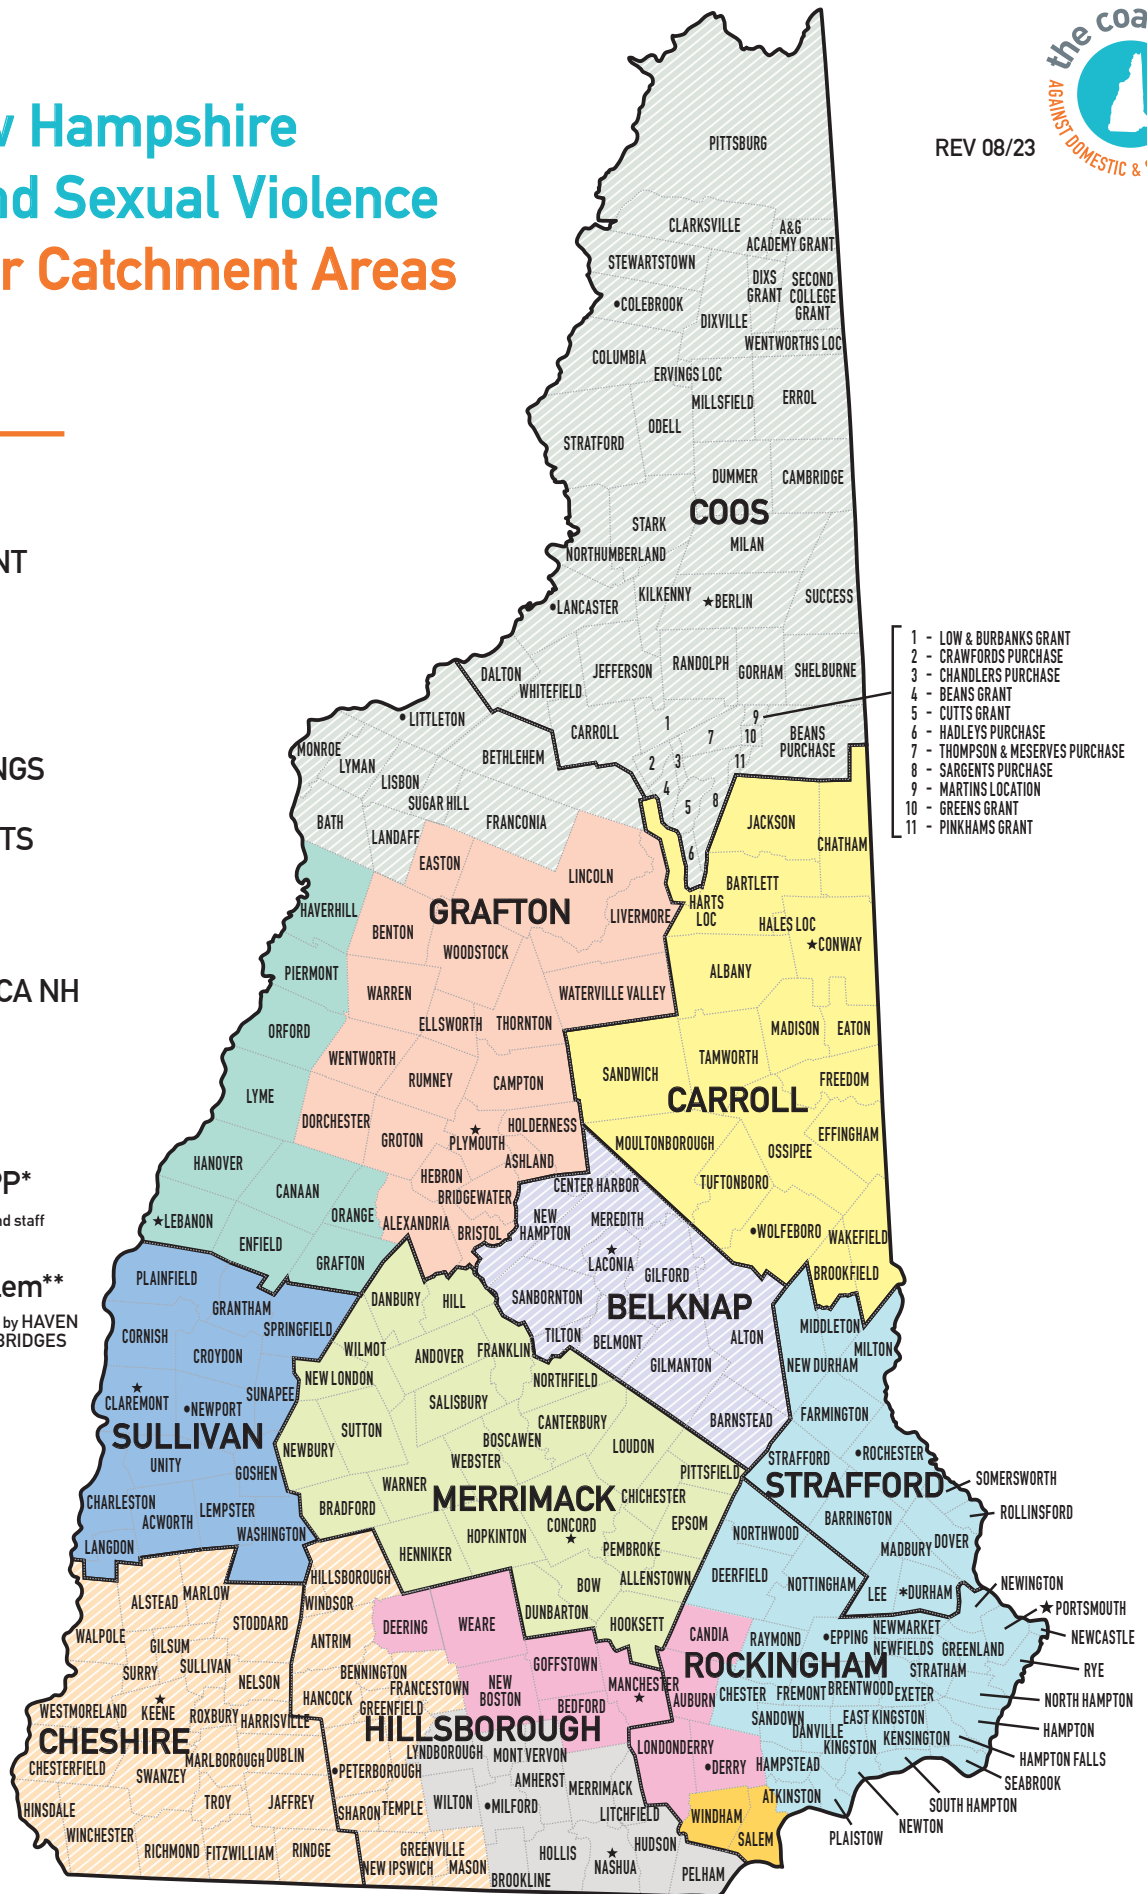 w Hampshire
nd Sexual Violence
r Catchment Areas
the coa
AGAINST DOMESTIC &
REV 08/23
NT
NGS
TS
CA NH
PP*
nd staff
em**
by HAVEN
BRIDGES
PITTSBURG
CLARKSVILLE
A&G
ACADEMY GRANT
STEWARTSTOWN
DIXS
GRANT
SECOND
COLLEGE
GRANT
•COLEBROOK
DIXVILLE
WENTWORTHS LOC
COLUMBIA
ERVINGS LOC
MILLSFIELD
ERROL
ODELL
STRATFORD
DUMMER
CAMBRIDGE
COOS
STARK
MILAN
NORTHUMBERLAND
KILKENNY
★BERLIN
SUCCESS
•LANCASTER
1 - LOW & BURBANKS GRANT
2 - CRAWFORDS PURCHASE
3 - CHANDLERS PURCHASE
4 - BEANS GRANT
5 - CUTTS GRANT
6 - HADLEYS PURCHASE
7 - THOMPSON & MESERVES PURCHASE
8 - SARGENTS PURCHASE
9 - MARTINS LOCATION
10 - GREENS GRANT
11 - PINKHAMS GRANT
DALTON
WHITEFIELD
JEFFERSON
RANDOLPH
GORHAM
SHELBURNE
CARROLL
1
2
3
4
5
6
7
8
9
10
11
BEANS
PURCHASE
•LITTLETON
MONROE
LYMAN
LISBON
BETHLEHEM
SUGAR HILL
BATH
LANDAFF
FRANCONIA
EASTON
LINCOLN
JACKSON
CHATHAM
BARTLETT
HARTS
LOC
HALES LOC
★CONWAY
HAVERHILL
GRAFTON
BENTON
LIVERMORE
WOODSTOCK
ALBANY
PIERMONT
WARREN
WATERVILLE VALLEY
ORFORD
ELLSWORTH
THORNTON
MADISON
EATON
WENTWORTH
TAMWORTH
SANDWICH
RUMNEY
CAMPTON
FREEDOM
CARROLL
LYME
DORCHESTER
GROTON
★
PLYMOUTH
HOLDERNESS
MOULTONBOROUGH
EFFINGHAM
OSSIPEE
HANOVER
ASHLAND
HEBRON
CANAAN
BRIDGEWATER
CENTER HARBOR
TUFTONBORO
★LEBANON
ORANGE
ALEXANDRIA
BRISTOL
NEW
HAMPTON
MEREDITH
•WOLFEBORO
WAKEFIELD
ENFIELD
GRAFTON
★
LACONIA
GILFORD
BROOKFIELD
PLAINFIELD
GRANTHAM
DANBURY
HILL
SANBORNTON
BELKNAP
SPRINGFIELD
CORNISH
CROYDON
WILMOT
ANDOVER
FRANKLIN
TILTON
BELMONT
ALTON
MIDDLETON
MILTON
NEW DURHAM
GILMANTON
NEW LONDON
NORTHFIELD
★
CLAREMONT
•NEWPORT
SUNAPEE
SALISBURY
BARNSTEAD
FARMINGTON
SULLIVAN
SUTTON
CANTERBURY
NEWBURY
BOSCAWEN
LOUDON
WEBSTER
UNITY
GOSHEN
PITTSFIELD
STRAFFORD
•ROCHESTER
STRAFFORD
SOMERSWORTH
WARNER
MERRIMACK
CHICHESTER
CHARLESTON
ACWORTH
LEMPSTER
BRADFORD
ROLLINSFORD
WASHINGTON
HOPKINTON
CONCORD
★
EPSOM
NORTHWOOD
BARRINGTON
LANGDON
HENNIKER
PEMBROKE
MADBURY
DOVER
HILLSBOROUGH
BOW
ALLENSTOWN
DEERFIELD
NOTTINGHAM
LEE
*DURHAM
NEWINGTON
ALSTEAD
MARLOW
WINDSOR
DUNBARTON
HOOKSETT
★PORTSMOUTH
STODDARD
DEERING
WEARE
CANDIA
RAYMOND
•EPPING
NEWMARKET
NEWFIELDS
GREENLAND
NEWCASTLE
WALPOLE
GILSUM
ANTRIM
SURRY
SULLIVAN
GOFFSTOWN
ROCKINGHAM
STRATHAM
RYE
NELSON
BENNINGTON
FRANCESTOWN
NEW
BOSTON
MANCHESTER
★
AUBURN
CHESTER
FREMONT
BRENTWOOD
EXETER
NORTH HAMPTON
WESTMORELAND
★
KEENE
ROXBURY
HARRISVILLE
HANCOCK
GREENFIELD
BEDFORD
SANDOWN
EAST KINGSTON
HAMPTON
CHESHIRE
HILLSBOROUGH
DANVILLE
KINGSTON
KENSINGTON
CHESTERFIELD
MARLBOROUGH
DUBLIN
LYNDBOROUGH
MONT VERNON
LONDONDERRY
HAMPTON FALLS
SWANZEY
•PETERBOROUGH
•DERRY
HAMPSTEAD
SEABROOK
AMHERST
MERRIMACK
TROY
JAFFREY
SHARON
TEMPLE
WILTON
•MILFORD
LITCHFIELD
ATKINSON
SOUTH HAMPTON
HINSDALE
WINDHAM
NEWTON
WINCHESTER
HUDSON
SALEM
PLAISTOW
RICHMOND
FITZWILLIAM
RINDGE
GREENVILLE
HOLLIS
★
NASHUA
NEW IPSWICH
MASON
BROOKLINE
PELHAM